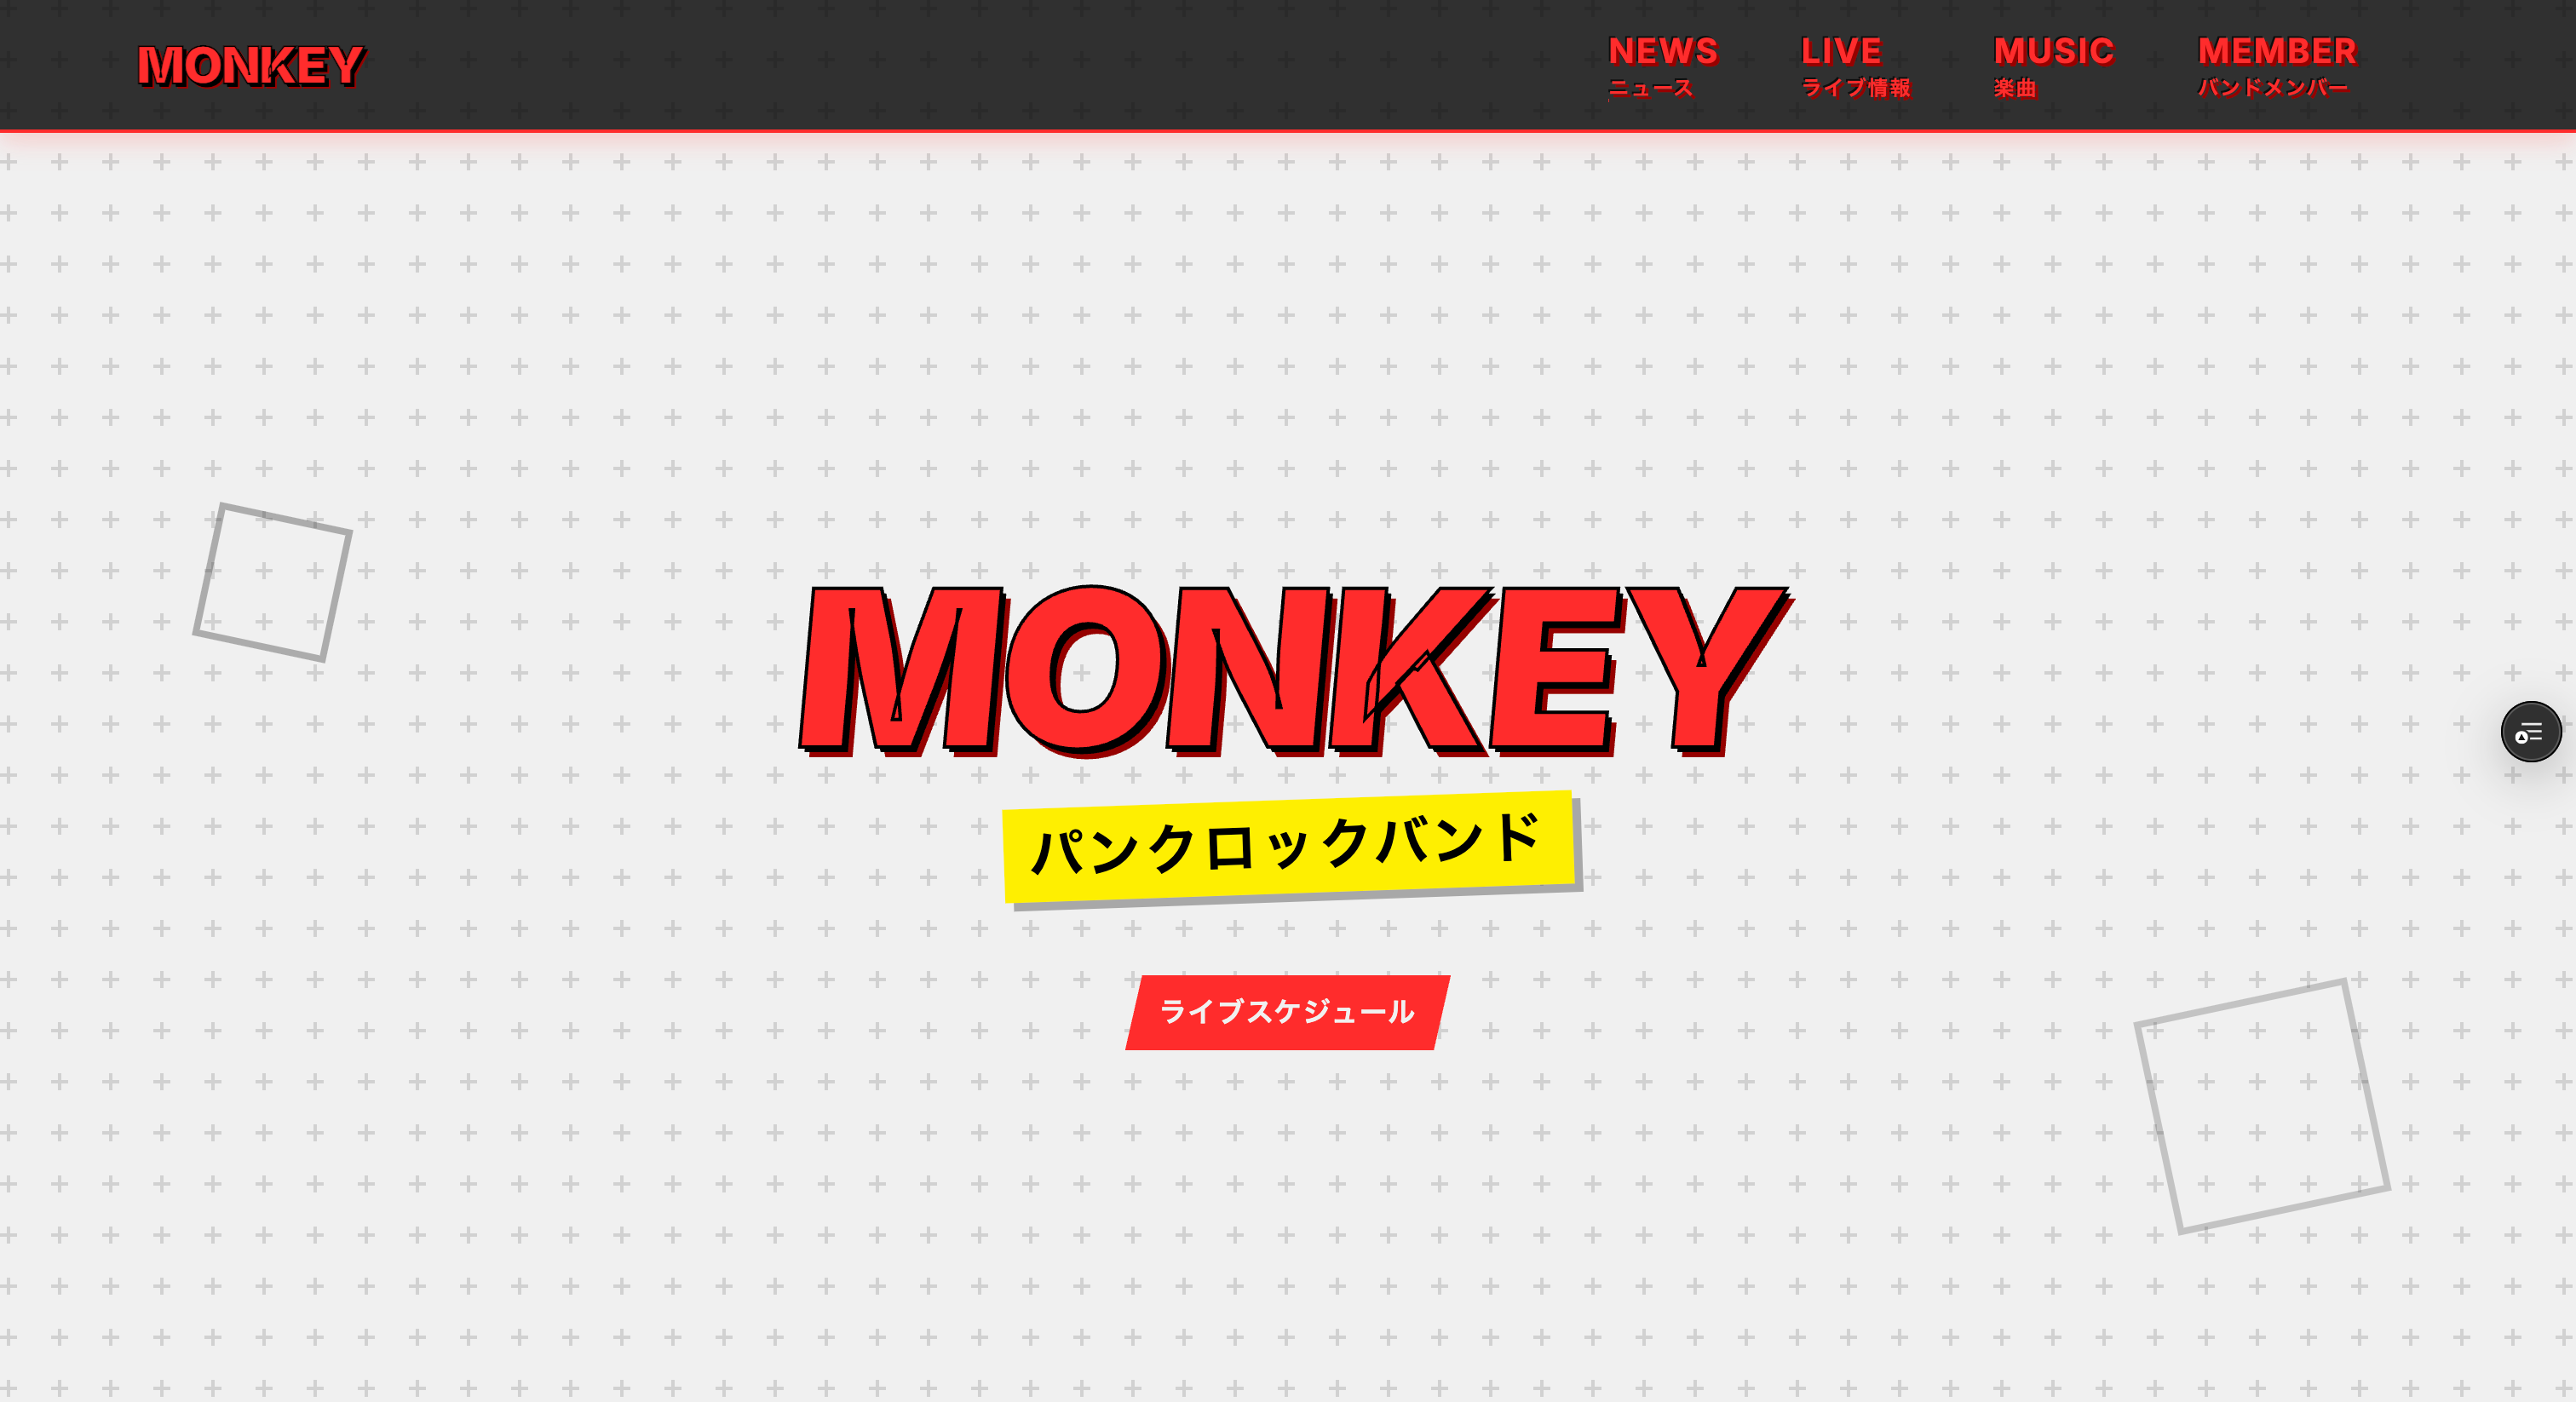 MONKEY
NEWS
ニュース
LIVE
ライブ情報
MUSIC
楽曲
MEMBER
バンドメンバー
MONKEY
パンクロックバンド
ライブスケジュール